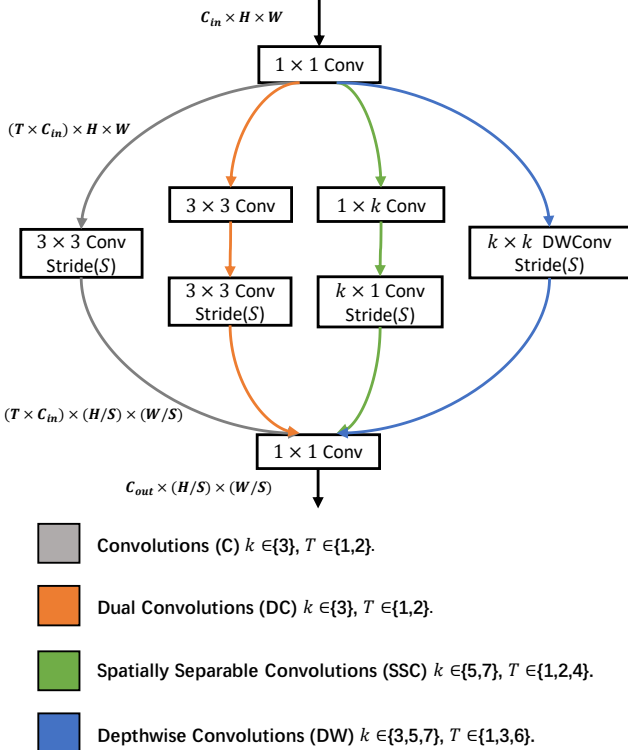 C_in × H × W
1 × 1 Conv
(T × C_in) × H × W
3 × 3 Conv
1 × k Conv
3 × 3 Conv
Stride(S)
k × k DWConv
Stride(S)
3 × 3 Conv
Stride(S)
k × 1 Conv
Stride(S)
(T × C_in) × (H/S) × (W/S)
1 × 1 Conv
C_out × (H/S) × (W/S)
Convolutions (C) k ∈{3}, T ∈{1,2}.
Dual Convolutions (DC) k ∈{3}, T ∈{1,2}.
Spatially Separable Convolutions (SSC) k ∈{5,7}, T ∈{1,2,4}.
Depthwise Convolutions (DW) k ∈{3,5,7}, T ∈{1,3,6}.